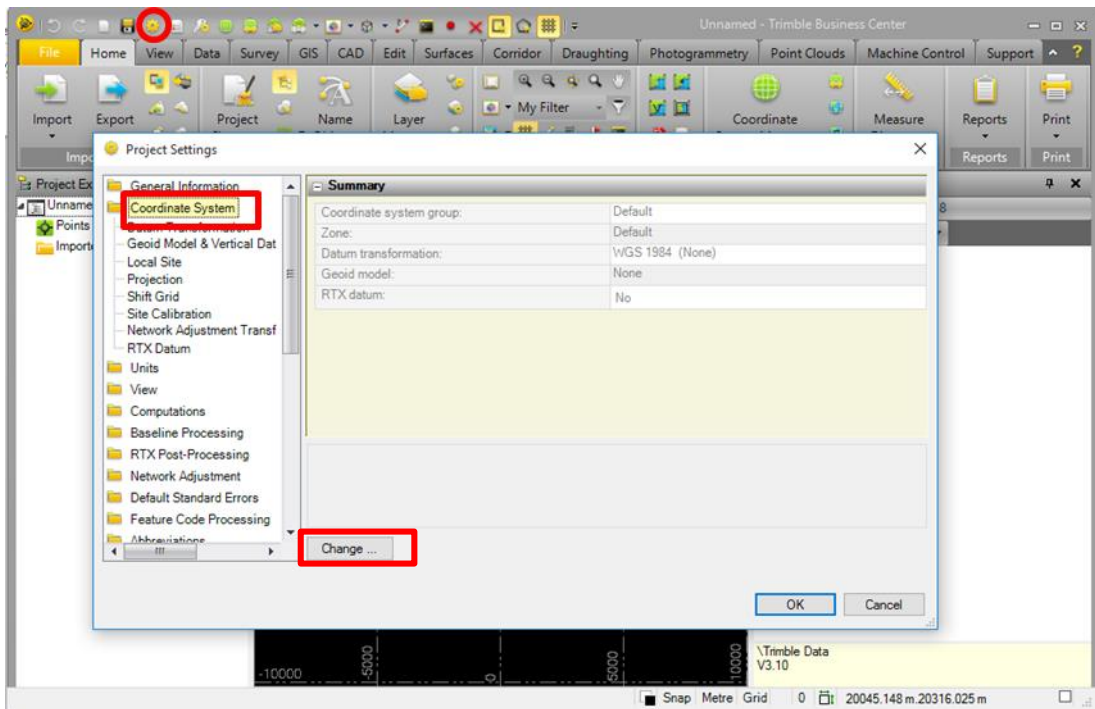 Unnamed - Trimble Business Center
File Home View Data Survey GIS CAD Edit Surfaces Corridor Draughting Photogrammetry Point Clouds Machine Control Support ?
My Filter
Import Export Project Name Layer Coordinate Measure Reports Print
Impo Reports Print
Project Settings
Project Ex
Unname
Points
Importe
8
General Information
Coordinate System
Datum Transformation
Geoid Model & Vertical Dat
Local Site
Projection
Shift Grid
Site Calibration
Network Adjustment Transf
RTX Datum
Units
View
Computations
Baseline Processing
RTX Post-Processing
Network Adjustment
Default Standard Errors
Feature Code Processing
Abbreviations
Summary
Coordinate system group: Default
Zone: Default
Datum transformation: WGS 1984 (None)
Geoid model: None
RTX datum: No
Change ...
OK Cancel
-10000 -5000 0 5000 10000
\Trimble Data
V3.10
Snap Metre Grid 0 20045.148 m.20316.025 m